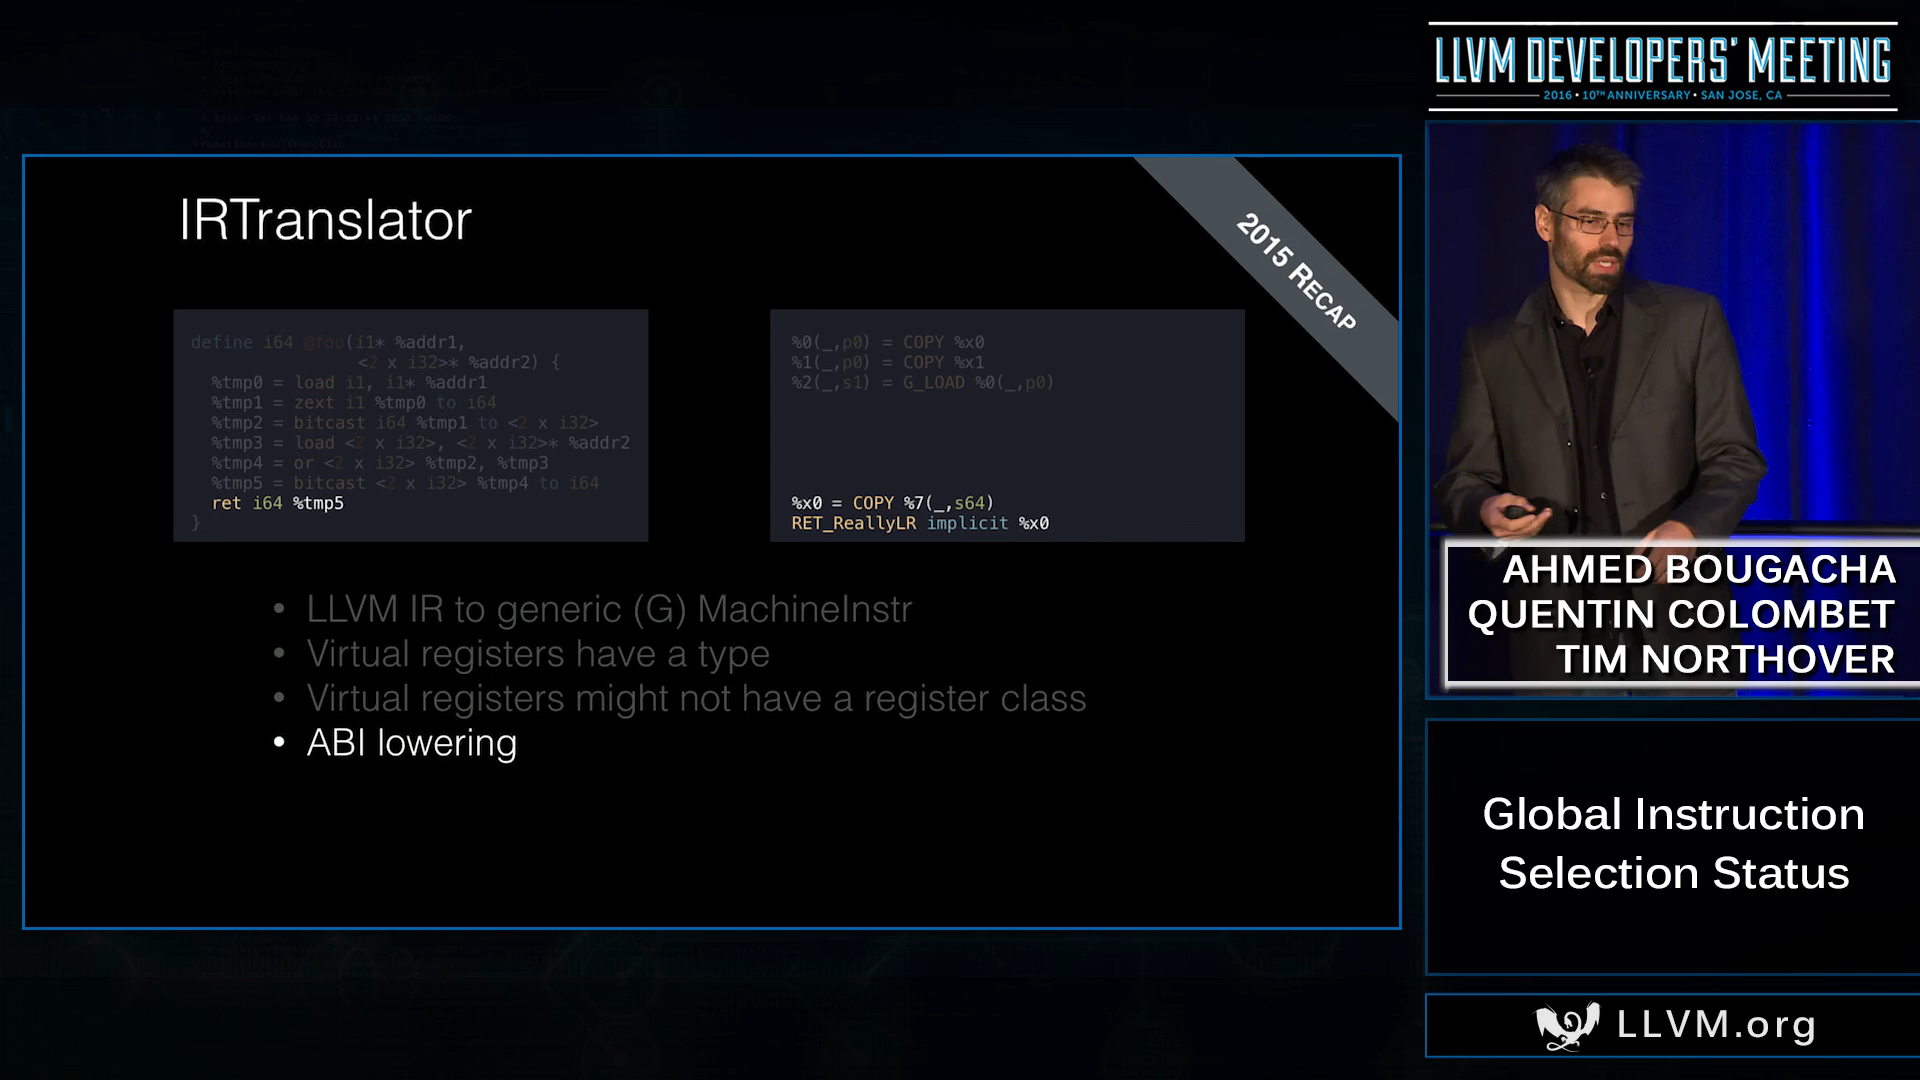 LLVM DEVELOPERS' MEETING
2016 • 10TH ANNIVERSARY • SAN JOSE, CA
IRTranslator
2015 RECAP
define i64 @foo(i1* %addr1,
<2 x i32>* %addr2) {
%tmp0 = load i1, i1* %addr1
%tmp1 = zext i1 %tmp0 to i64
%tmp2 = bitcast i64 %tmp1 to <2 x i32>
%tmp3 = load <2 x i32>, <2 x i32>* %addr2
%tmp4 = or <2 x i32> %tmp2, %tmp3
%tmp5 = bitcast <2 x i32> %tmp4 to i64
ret i64 %tmp5
}
%0(_,p0) = COPY %x0
%1(_,p0) = COPY %x1
%2(_,s1) = G_LOAD %0(_,p0)
%x0 = COPY %7(_,s64)
RET_ReallyLR implicit %x0
• LLVM IR to generic (G) MachineInstr
• Virtual registers have a type
• Virtual registers might not have a register class
• ABI lowering
AHMED BOUGACHA
QUENTIN COLOMBET
TIM NORTHOVER
Global Instruction
Selection Status
LLVM.org